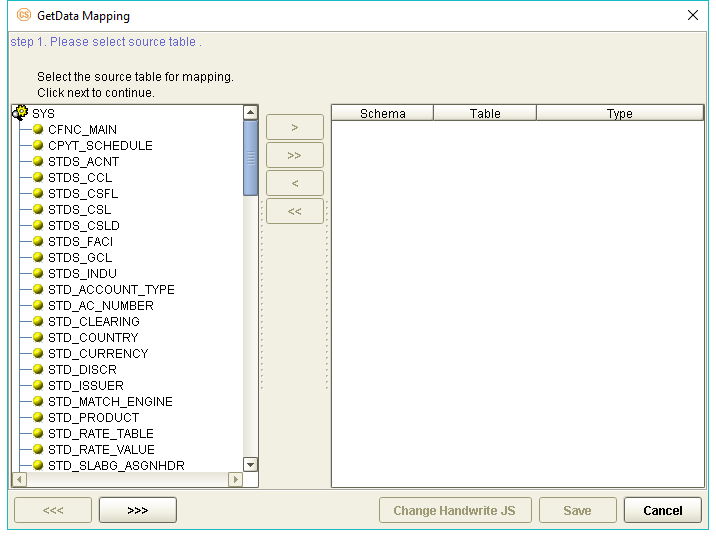 CS GetData Mapping
step 1. Please select source table .
Select the source table for mapping.
Click next to continue.
SYS
CFNC_MAIN
CPYT_SCHEDULE
STDS_ACNT
STDS_CCL
STDS_CSFL
STDS_CSL
STDS_CSLD
STDS_FACI
STDS_GCL
STDS_INDU
STD_ACCOUNT_TYPE
STD_AC_NUMBER
STD_CLEARING
STD_COUNTRY
STD_CURRENCY
STD_DISCR
STD_ISSUER
STD_MATCH_ENGINE
STD_PRODUCT
STD_RATE_TABLE
STD_RATE_VALUE
STD_SLABG_ASGNHDR
>
>>
<
<<
Schema Table Type
<<< >>> Change Handwrite JS Save Cancel